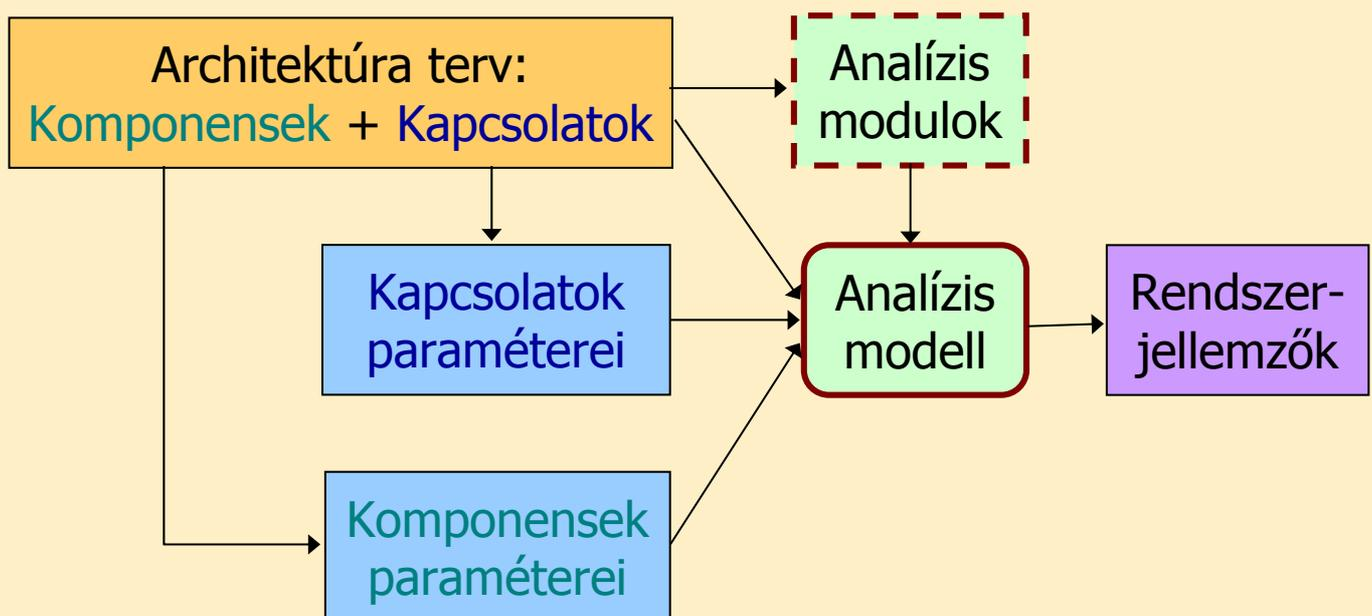 Architektúra terv:
Komponensek + Kapcsolatok
Analízis
modulok
Kapcsolatok
paraméterei
Analízis
modell
Rendszer-
jellemzők
Komponensek
paraméterei